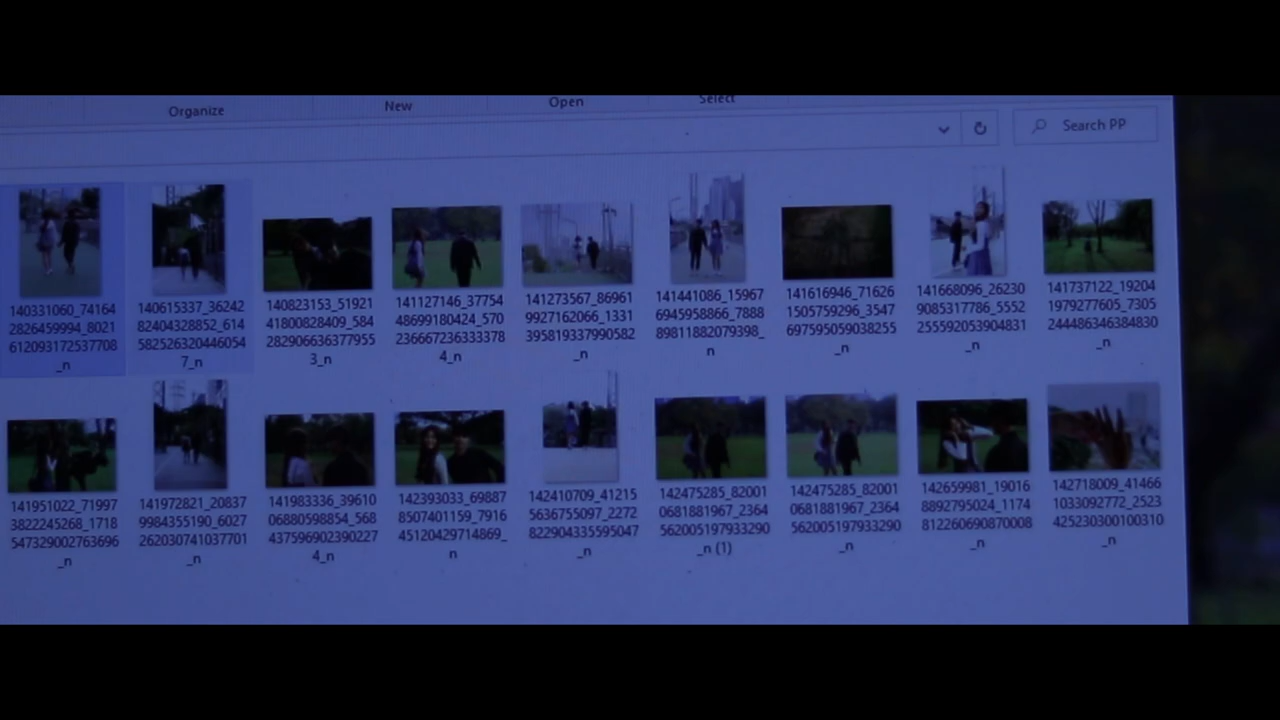 Organize
New
Open
Select
Search PP
140331060_74164
2826459994_8021
612093172537708
_n
140615337_36242
82404328852_614
582526320446054
7_n
140823153_51921
41800828409_584
282906636377955
3_n
141127146_37754
48699180424_570
236667236333378
4_n
141273567_86961
9927162066_1331
395819337990582
_n
141441086_15967
6945958866_7888
89811882079398_
n
141616946_71626
1505759296_3547
697595059038255
_n
141668096_26230
9085317786_5552
255592053904831
_n
141737122_19204
1979277605_7305
244486346384830
_n
141951022_71997
3822245268_1718
547329002763696
_n
141972821_20837
9984355190_6027
262030741037701
_n
141983336_39610
06880598854_568
437596902390227
4_n
142393033_69887
8507401159_7916
45120429714869_
n
142410709_41215
5636755097_2272
822904335595047
_n
142475285_82001
0681881967_2364
562005197933290
_n (1)
142475285_82001
0681881967_2364
562005197933290
_n
142659981_19016
8892795024_1174
812260690870008
_n
142718009_41466
1033092772_2523
425230300100310
_n